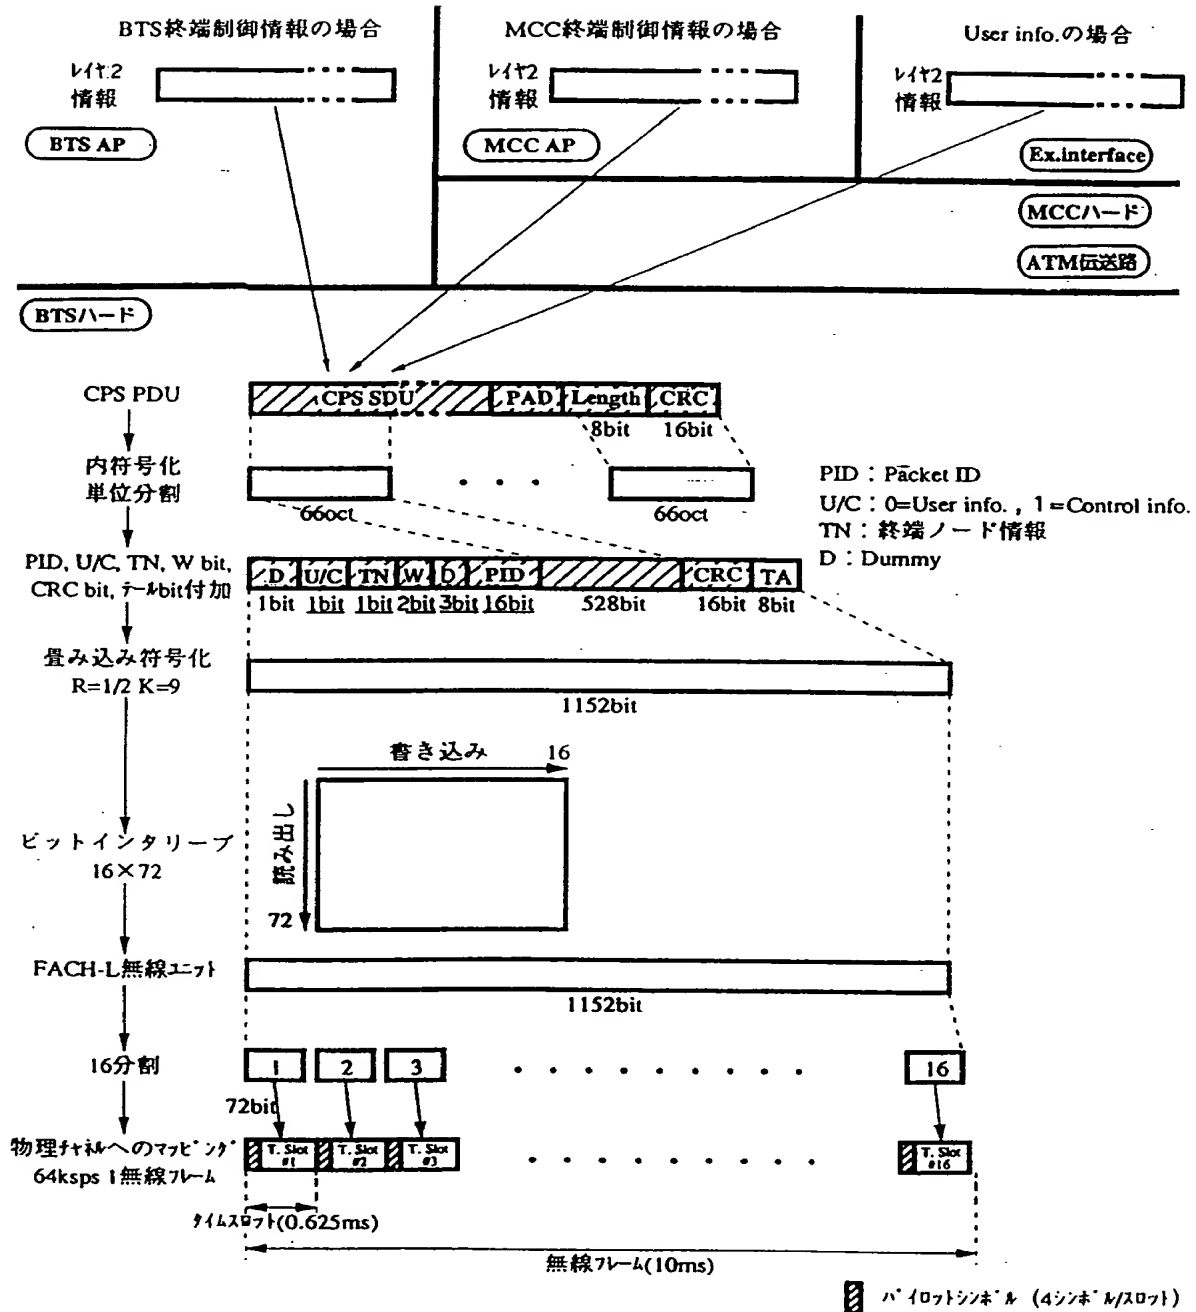 BTS終端制御情報の場合
MCC終端制御情報の場合
User info.の場合
ﾚｲﾔ2
情報
ﾚｲﾔ2
情報
ﾚｲﾔ2
情報
BTS AP
MCC AP
Ex.interface
MCCハード
ATM伝送路
BTSハード
CPS PDU
CPS SDU
PAD
Length
CRC
8bit
16bit
内符号化
単位分割
66oct
・・・
66oct
PID：Packet ID
U/C：0=User info. , 1=Control info.
TN：終端ノード情報
D：Dummy
PID, U/C, TN, W bit,
CRC bit, ﾃｰﾙbit付加
D
U/C
TN
W
D
PID
CRC
TA
1bit
1bit
1bit
2bit
3bit
16bit
528bit
16bit
8bit
畳み込み符号化
R=1/2 K=9
1152bit
書き込み
16
読み出し
72
ビットインタリーブ
16×72
FACH-L無線ﾕﾆｯﾄ
1152bit
16分割
1
2
3
・・・・・・・・・
16
72bit
物理ﾁｬﾈﾙへのﾏｯﾋﾟﾝｸﾞ
64ksps 1無線ﾌﾚｰﾑ
T. Slot
#1
T. Slot
#2
T. Slot
#3
・・・・・・・・・
T. Slot
#16
ﾀｲﾑｽﾛｯﾄ(0.625ms)
無線ﾌﾚｰﾑ(10ms)
ﾊﾟｲﾛｯﾄｼﾝﾎﾞﾙ (4ｼﾝﾎﾞﾙ/ｽﾛｯﾄ)